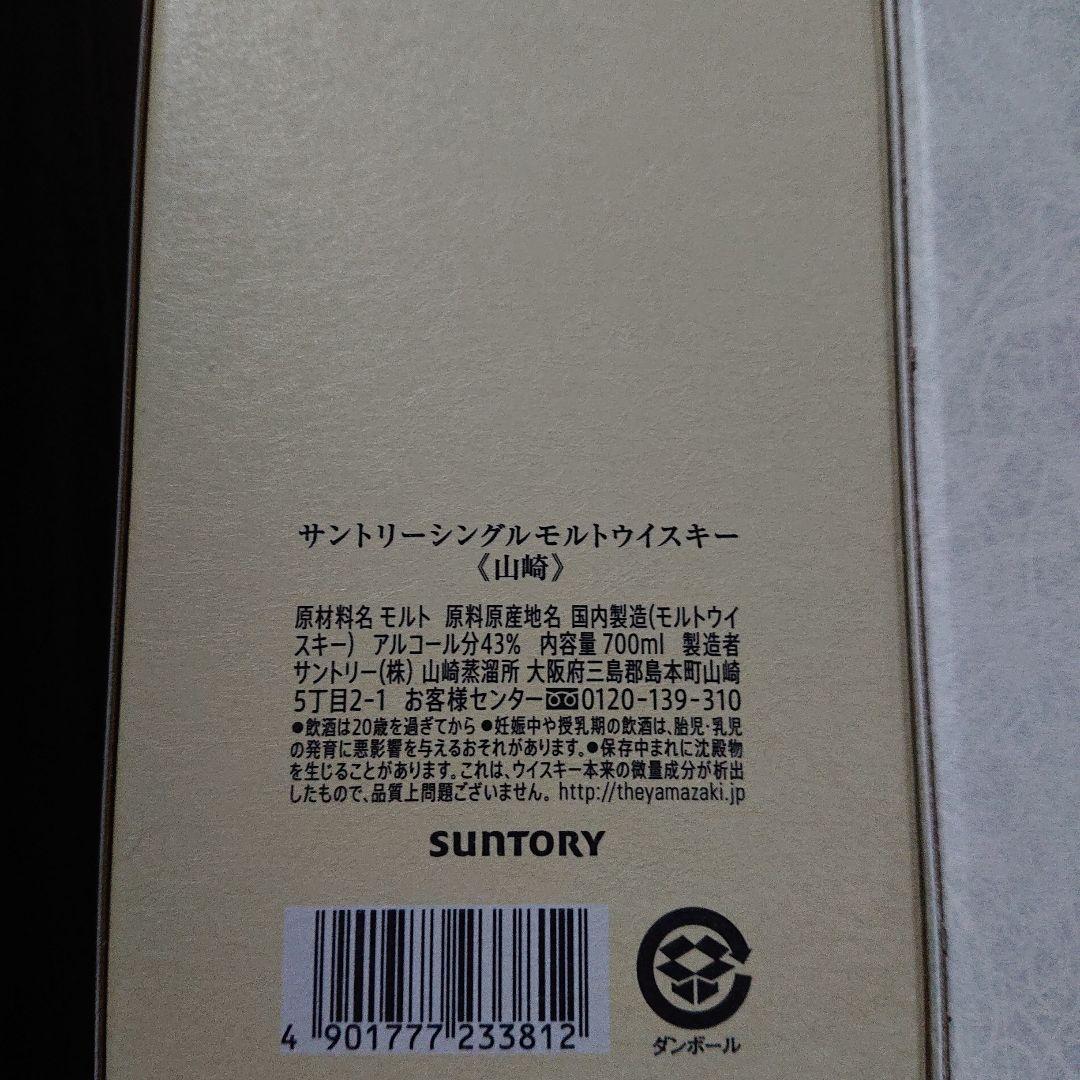 サントリーシングルモルトウイスキー
《山崎》
原材料名 モルト 原料原産地名 国内製造(モルトウイ
スキー) アルコール分43% 内容量 700ml 製造者
サントリー(株) 山崎蒸溜所 大阪府三島郡島本町山崎
5丁目2-1 お客様センター 0120-139-310
●飲酒は20歳を過ぎてから ●妊娠中や授乳期の飲酒は、胎児・乳児
の発育に悪影響を与えるおそれがあります。●保存中まれに沈殿物
を生じることがあります。これは、ウイスキー本来の微量成分が析出
したもので、品質上問題ございません。 http://theyamazaki.jp
SUNTORY
4 901777 233812
ダンボール